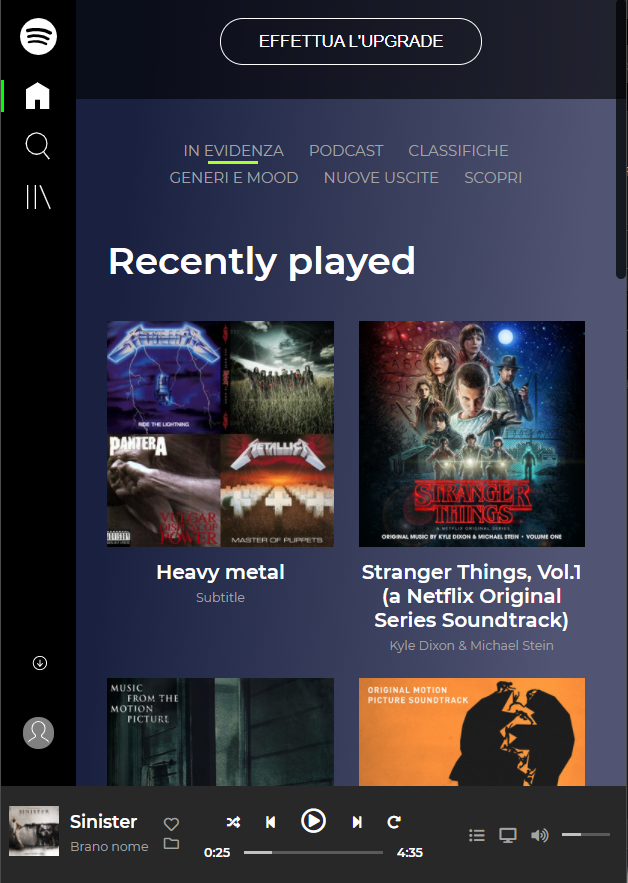 EFFETTUA L'UPGRADE
IN EVIDENZA PODCAST CLASSIFICHE
GENERI E MOOD NUOVE USCITE SCOPRI
Recently played
METALLICA
RIDE THE LIGHTNING
PANTERA
VULGAR
DISPLAY OF
POWER
METALLICA
MASTER OF PUPPETS
Heavy metal
Subtitle
STRANGER
THINGS
A NETFLIX ORIGINAL SERIES
ORIGINAL MUSIC BY KYLE DIXON & MICHAEL STEIN • VOLUME ONE
Stranger Things, Vol.1
(a Netflix Original
Series Soundtrack)
Kyle Dixon & Michael Stein
MUSIC
FROM THE
MOTION
PICTURE
ORIGINAL MOTION
PICTURE SOUNDTRACK
SINISTER
Sinister
Brano nome
0:25
4:35